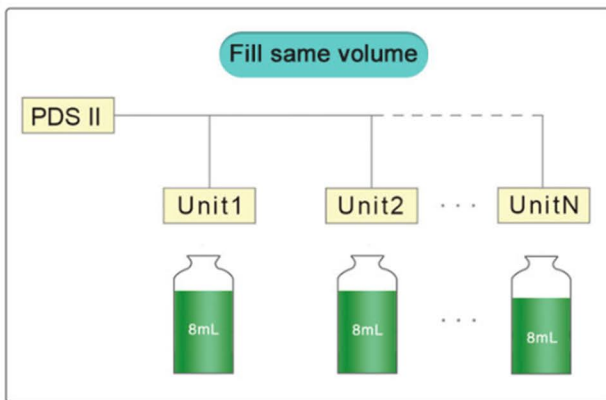 Fill same volume
PDS II
Unit1 Unit2 · · · UnitN
8mL 8mL · · · 8mL